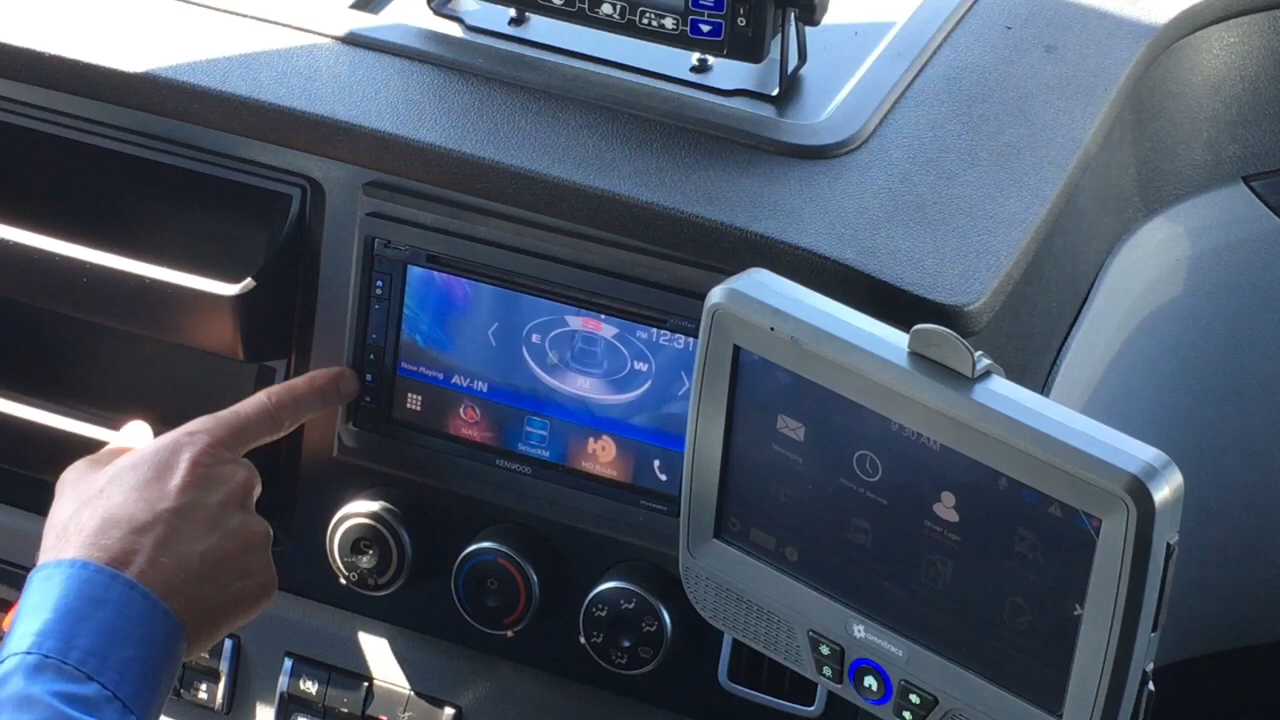 S
E
W
N
PM 12:31
Now Playing
AV-IN
NAV
SiriusXM
HD Radio
KENWOOD
9:30 AM
Messaging
Hours of Service
Driver Login
omnitracs